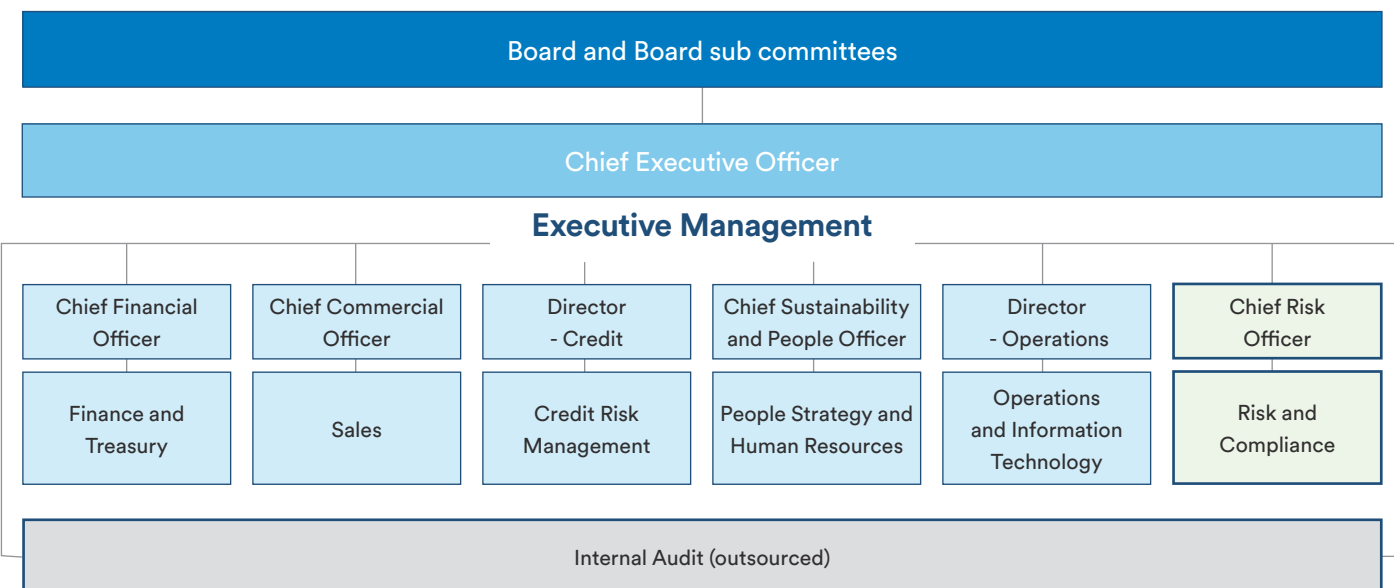 Board and Board sub committees
Chief Executive Officer
Executive Management
Chief Financial
Officer
Chief Commercial
Officer
Director
- Credit
Chief Sustainability
and People Officer
Director
- Operations
Chief Risk
Officer
Finance and
Treasury
Sales
Credit Risk
Management
People Strategy and
Human Resources
Operations
and Information
Technology
Risk and
Compliance
Internal Audit (outsourced)